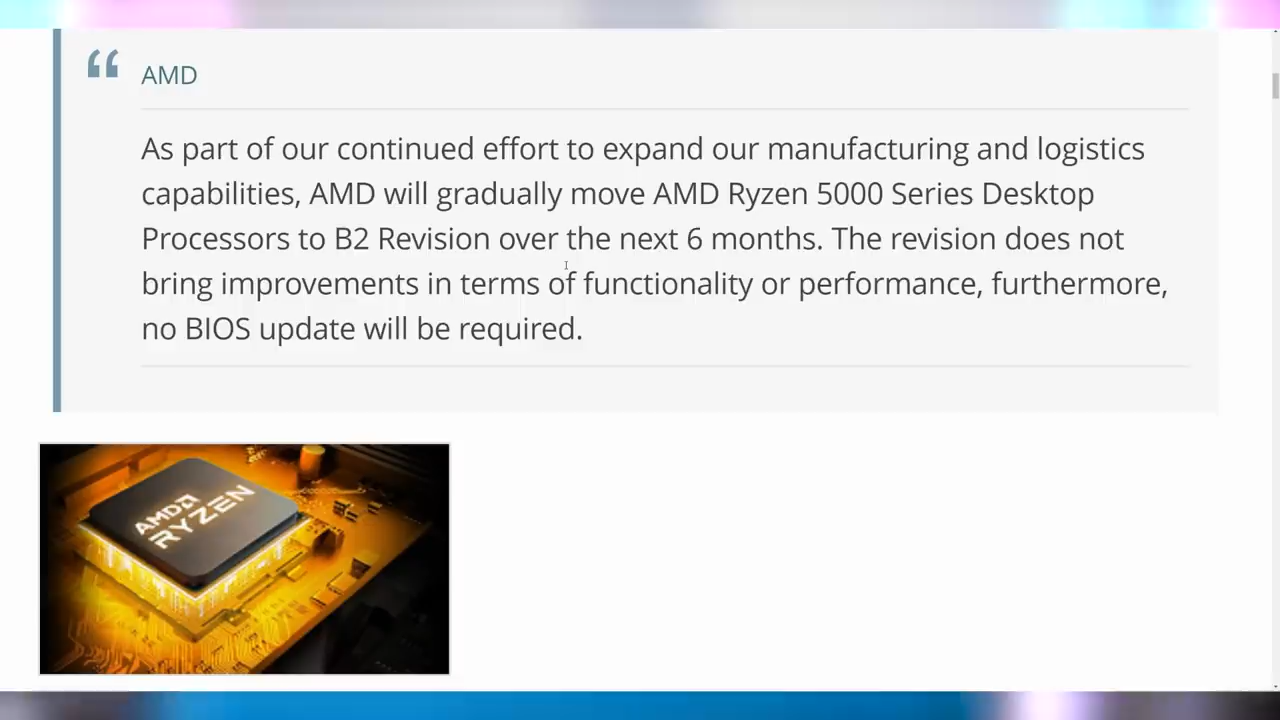 “ AMD
As part of our continued effort to expand our manufacturing and logistics
capabilities, AMD will gradually move AMD Ryzen 5000 Series Desktop
Processors to B2 Revision over the next 6 months. The revision does not
bring improvements in terms of functionality or performance, furthermore,
no BIOS update will be required.
AMD
RYZEN